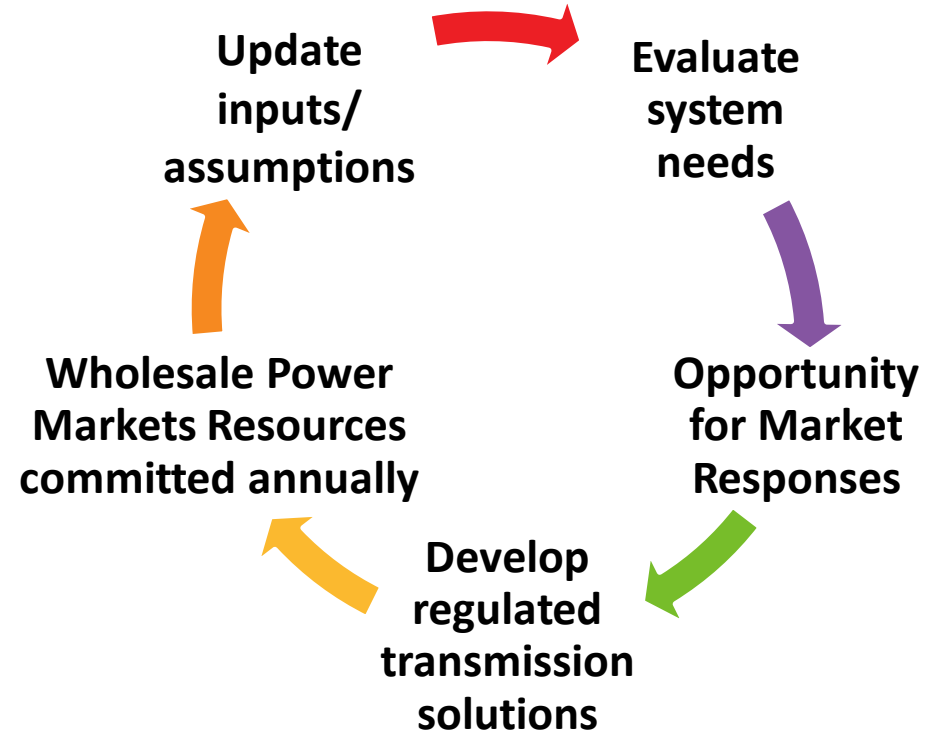 Update
inputs/
assumptions
Evaluate
system
needs
Opportunity
for Market
Responses
Develop
regulated
transmission
solutions
Wholesale Power
Markets Resources
committed annually